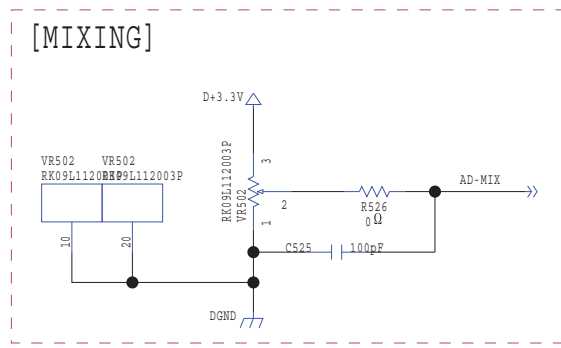 [MIXING]
D+3.3V
VR502 VR502
RK09L112003P
RK09L112003P
VR502
3
2
1
R526
0Ω
AD-MIX
10
20
C525 100pF
DGND